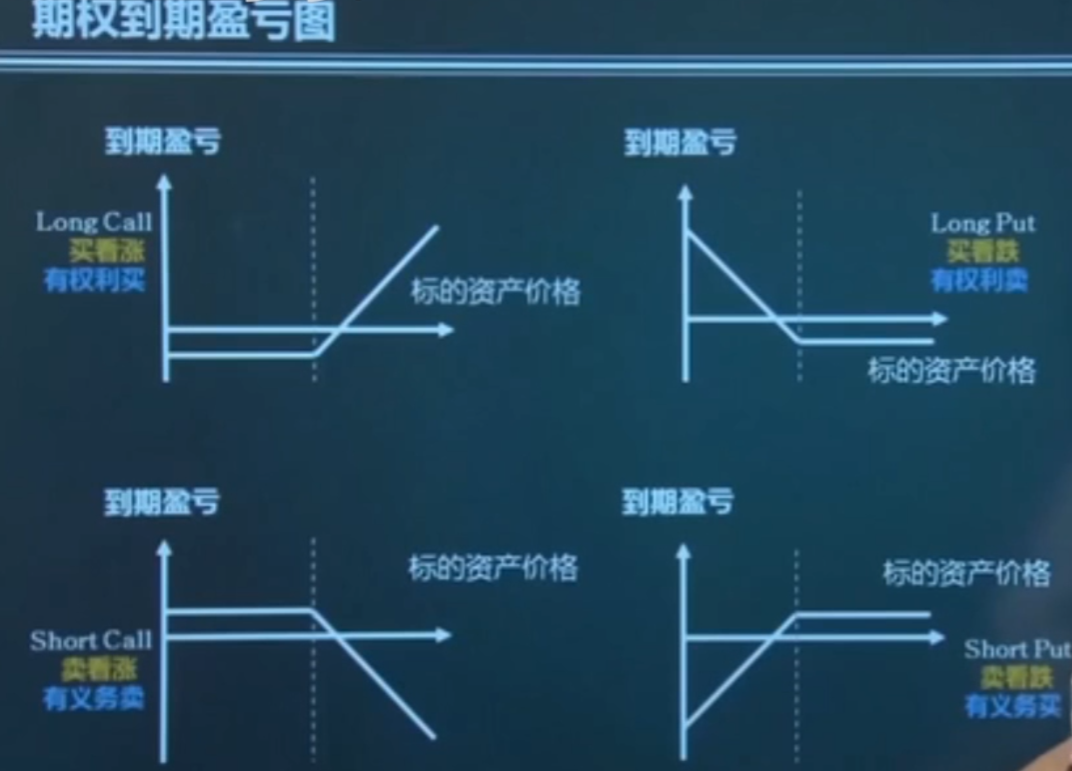 期权到期盈亏图
到期盈亏
Long Call
买看涨
有权利买
标的资产价格
到期盈亏
Long Put
买看跌
有权利卖
标的资产价格
到期盈亏
标的资产价格
Short Call
卖看涨
有义务卖
到期盈亏
标的资产价格
Short Put
卖看跌
有义务买